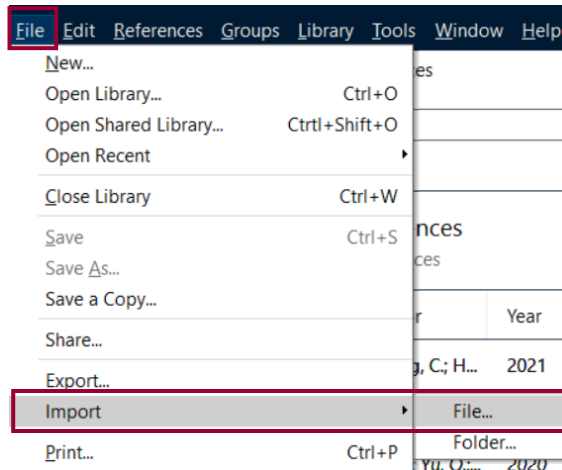 File Edit References Groups Library Tools Window Help
New...
es
Open Library... Ctrl+O
Open Shared Library... Ctrtl+Shift+O
Open Recent
Close Library Ctrl+W
nces
Save Ctrl+S
ces
Save As...
Save a Copy...
r Year
Share...
g, C.; H... 2021
Export...
Import File...
Folder...
Print... Ctrl+P
Yu, Q.;... 2020